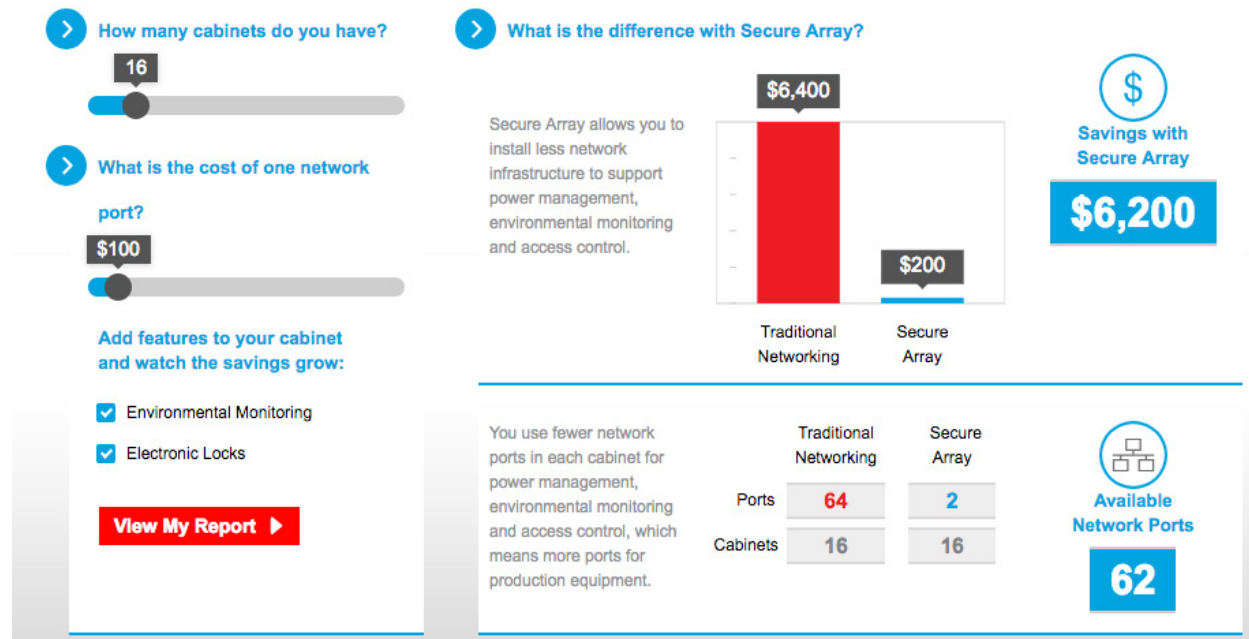 How many cabinets do you have?
16
What is the cost of one network
port?
$100
Add features to your cabinet
and watch the savings grow:
Environmental Monitoring
Electronic Locks
View My Report
What is the difference with Secure Array?
Secure Array allows you to
install less network
infrastructure to support
power management,
environmental monitoring
and access control.
$6,400
$200
Traditional
Networking
Secure
Array
$
Savings with
Secure Array
$6,200
You use fewer network
ports in each cabinet for
power management,
environmental monitoring
and access control, which
means more ports for
production equipment.
Traditional
Networking
Secure
Array
Ports 64 2
Cabinets 16 16
Available
Network Ports
62